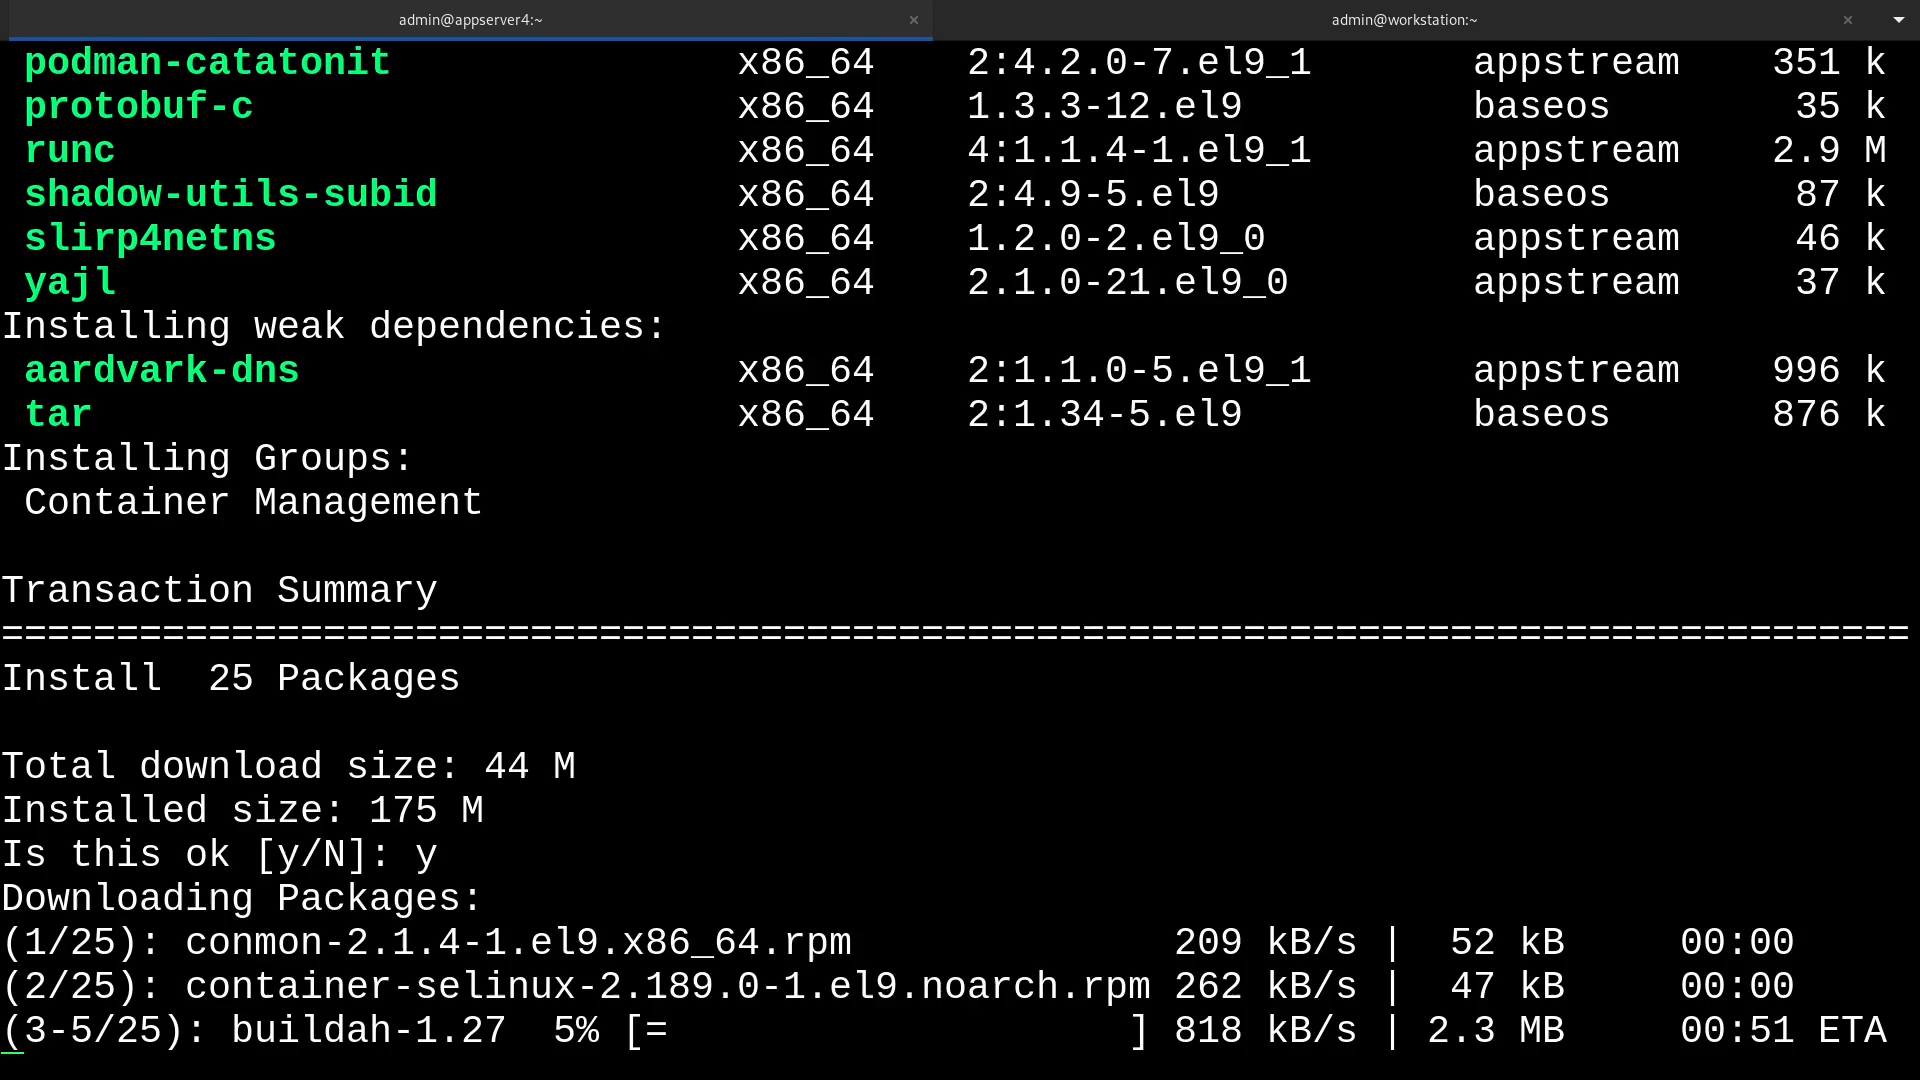 admin@appserver4:~ × admin@workstation:~ ×
podman-catatonit x86_64 2:4.2.0-7.el9_1 appstream 351 k
protobuf-c x86_64 1.3.3-12.el9 baseos 35 k
runc x86_64 4:1.1.4-1.el9_1 appstream 2.9 M
shadow-utils-subid x86_64 2:4.9-5.el9 baseos 87 k
slirp4netns x86_64 1.2.0-2.el9_0 appstream 46 k
yajl x86_64 2.1.0-21.el9_0 appstream 37 k
Installing weak dependencies:
aardvark-dns x86_64 2:1.1.0-5.el9_1 appstream 996 k
tar x86_64 2:1.34-5.el9 baseos 876 k
Installing Groups:
Container Management
Transaction Summary
===================================================================================
Install  25 Packages
Total download size: 44 M
Installed size: 175 M
Is this ok [y/N]: y
Downloading Packages:
(1/25): conmon-2.1.4-1.el9.x86_64.rpm 209 kB/s |  52 kB 00:00
(2/25): container-selinux-2.189.0-1.el9.noarch.rpm 262 kB/s |  47 kB 00:00
(3-5/25): buildah-1.27  5% [=                    ] 818 kB/s | 2.3 MB 00:51 ETA